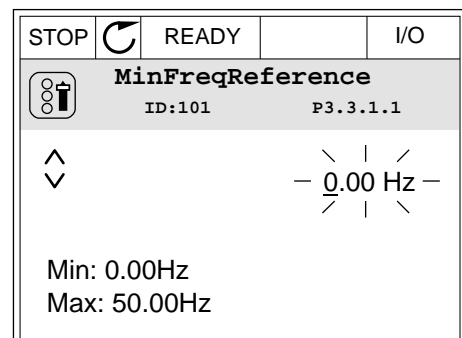 STOP READY I/O
MinFreqReference
ID:101 P3.3.1.1
0.00 Hz
Min: 0.00Hz
Max: 50.00Hz